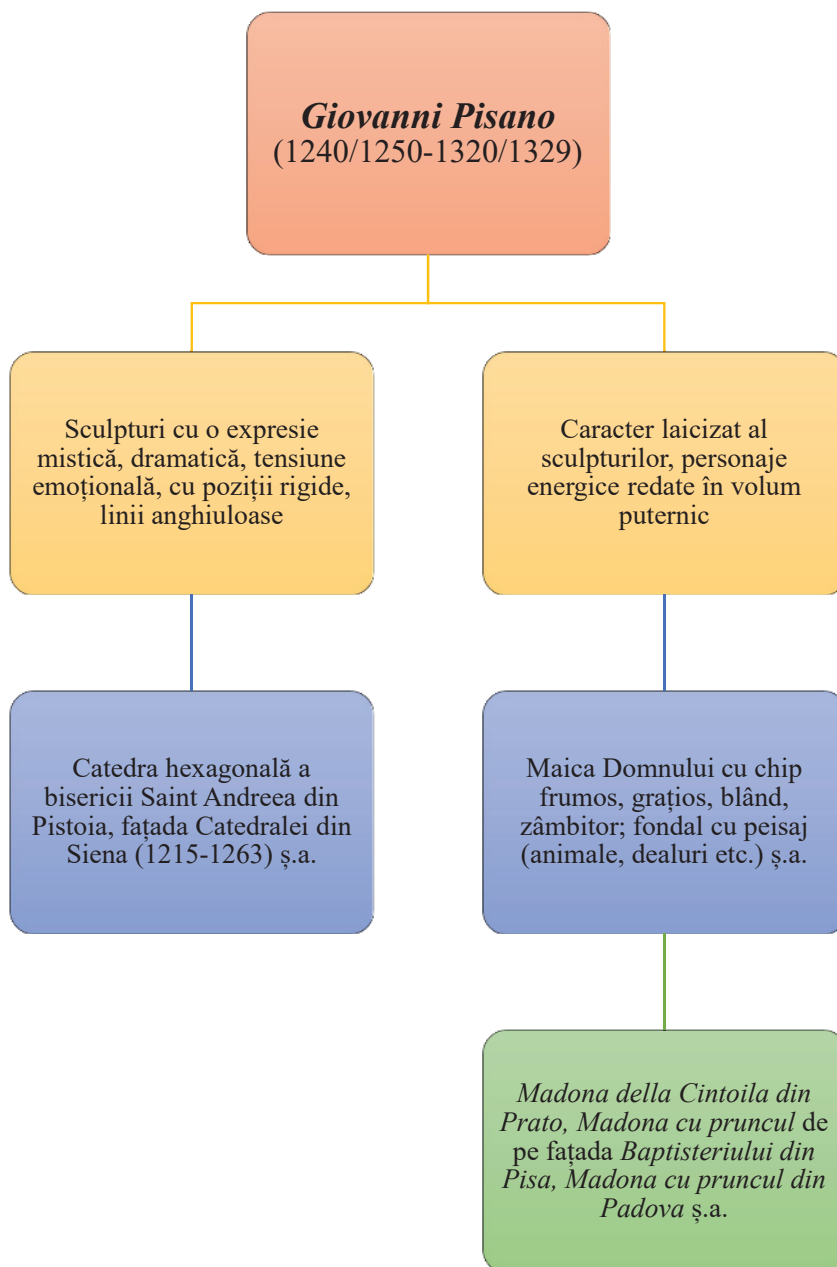 Giovanni Pisano
(1240/1250-1320/1329)
Sculpturi cu o expresie
mistică, dramatică, tensiune
emoțională, cu poziții rigide,
linii anghiuloase
Caracter laicizat al
sculpturilor, personaje
energice redate în volum
puternic
Catedra hexagonală a
bisericii Saint Andreea din
Pistoia, fațada Catedralei din
Siena (1215-1263) ș.a.
Maica Domnului cu chip
frumos, grațios, blând,
zâmbitor; fondal cu peisaj
(animale, dealuri etc.) ș.a.
Madona della Cintoila din
Prato, Madona cu pruncul de
pe fațada Baptisteriului din
Pisa, Madona cu pruncul din
Padova ș.a.